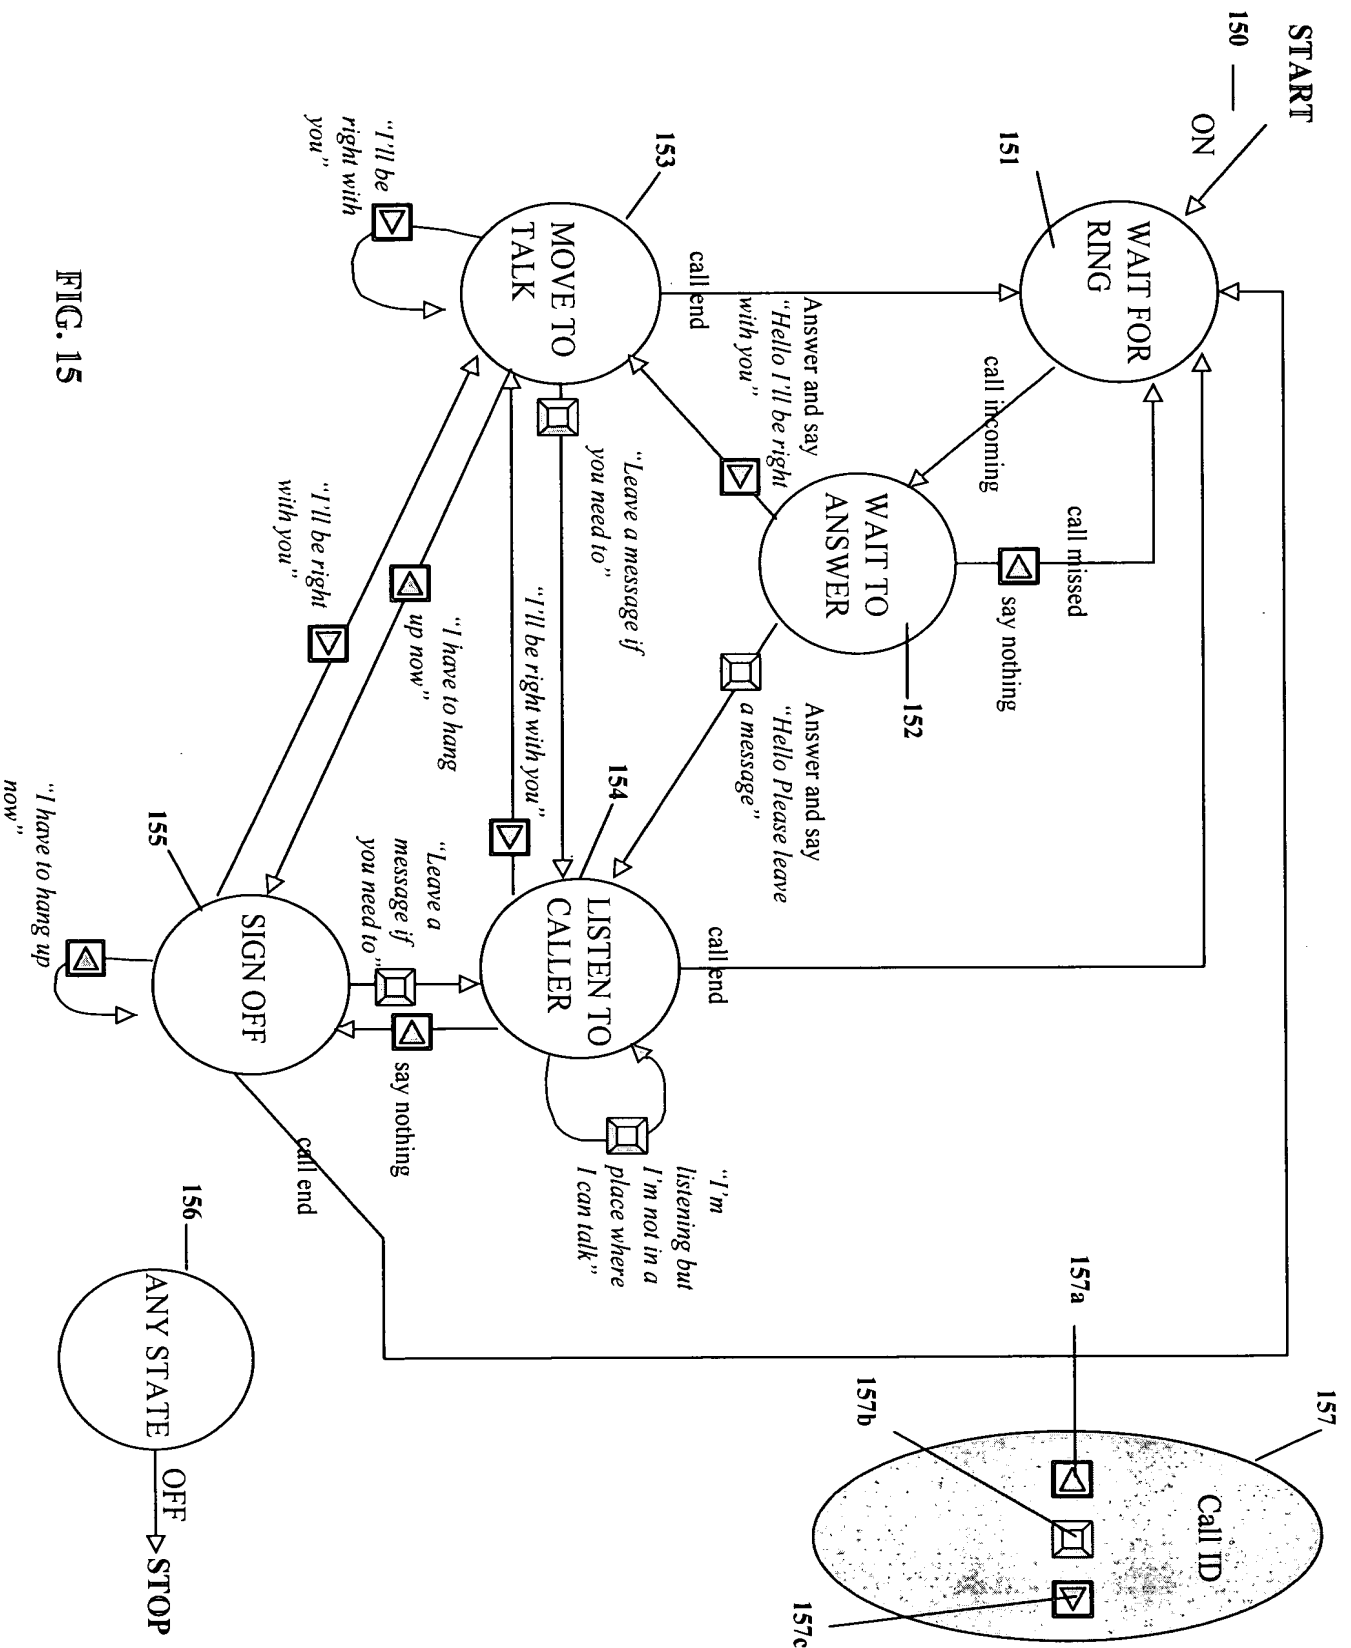 START
150
ON
151
WAIT FOR
RING
153
MOVE TO
TALK
call end
"I'll be
right with
you"
call incoming
call missed
say nothing
WAIT TO
ANSWER
152
Answer and say
"Hello I'll be right
with you"
Answer and say
"Hello Please leave
a message"
"Leave a message if
you need to"
"I'll be right with you"
"I have to hang
up now"
"I'll be right
with you"
154
LISTEN TO
CALLER
call end
"I'm
listening but
I'm not in a
place where
I can talk"
"Leave a
message if
you need to"
say nothing
155
SIGN OFF
"I have to hang up
now"
call end
156
ANY STATE
OFF
STOP
157
Call ID
157a
157b
157c
FIG. 15